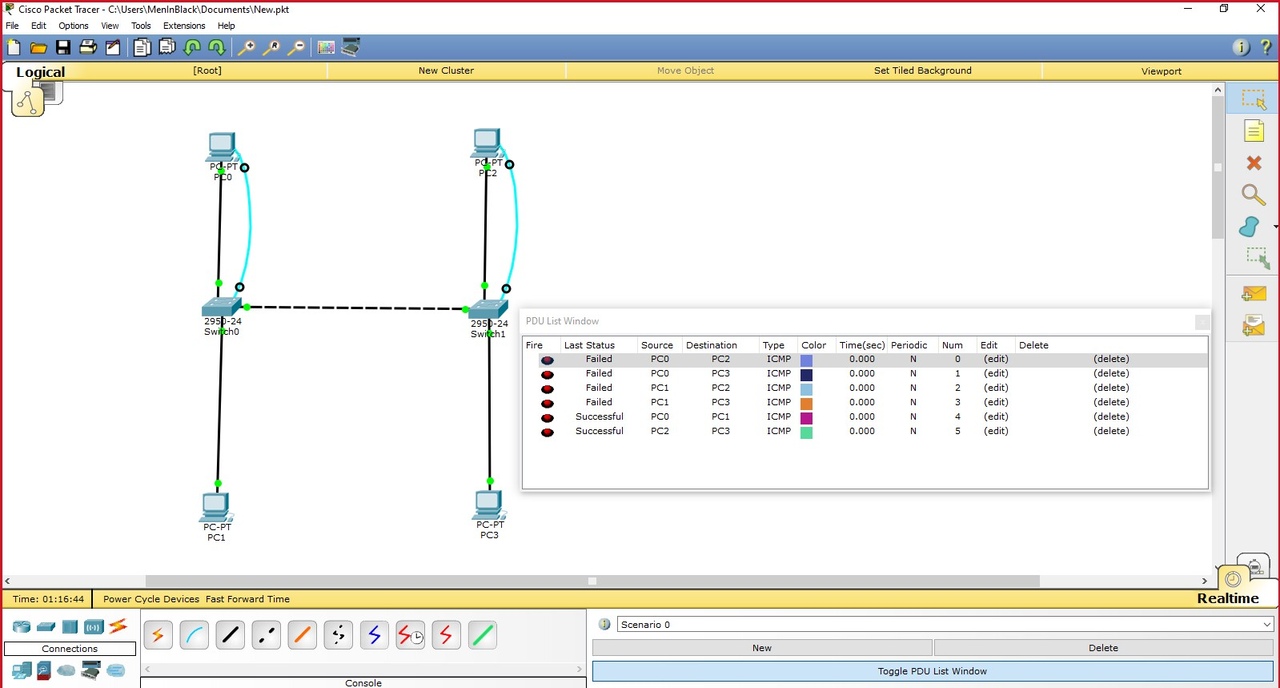 Cisco Packet Tracer - C:\Users\MenInBlack\Documents\New.pkt
File Edit Options View Tools Extensions Help
Logical [Root] New Cluster Move Object Set Tiled Background Viewport
PC-PT
PC0
PC-PT
PC2
2950-24
Switch0
2950-24
Switch1
PDU List Window
Fire Last Status Source Destination Type Color Time(sec) Periodic Num Edit Delete
Failed PC0 PC2 ICMP 0.000 N 0 (edit) (delete)
Failed PC0 PC3 ICMP 0.000 N 1 (edit) (delete)
Failed PC1 PC2 ICMP 0.000 N 2 (edit) (delete)
Failed PC1 PC3 ICMP 0.000 N 3 (edit) (delete)
Successful PC0 PC1 ICMP 0.000 N 4 (edit) (delete)
Successful PC2 PC3 ICMP 0.000 N 5 (edit) (delete)
PC-PT
PC1
PC-PT
PC3
Time: 01:16:44 Power Cycle Devices Fast Forward Time Realtime
Scenario 0
Connections
New Delete
Toggle PDU List Window
Console